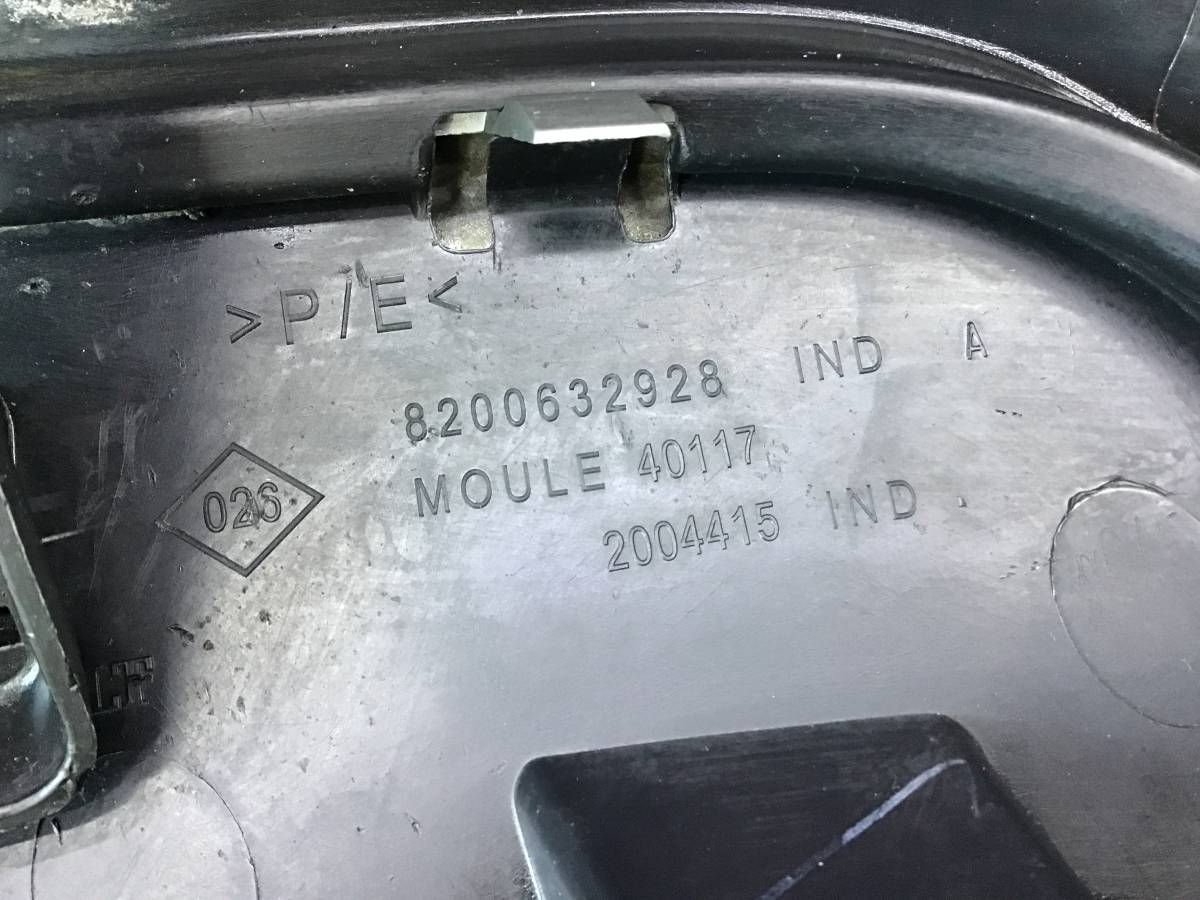 >P/E<
8200632928 IND A
MOULE 40117
026
2004415 IND